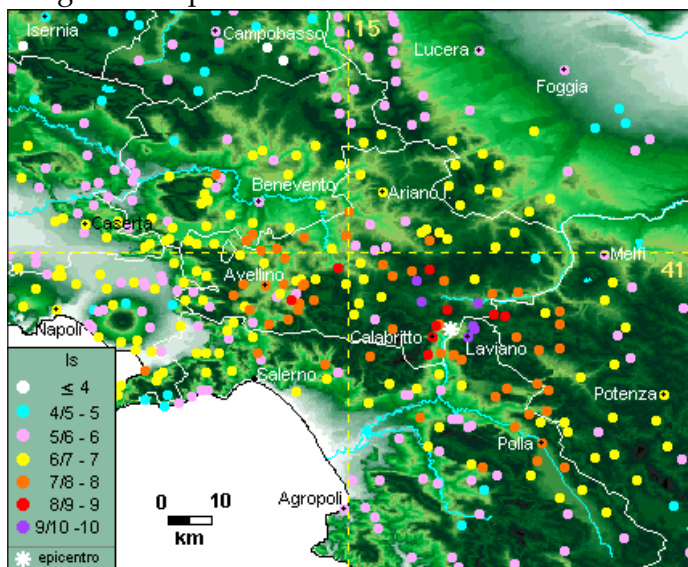 Isernia
Campobasso
15
Lucera
Foggia
Benevento
Ariano I.
Caserta
Melfi
41
Avellino
Napoli
Calabritto
Laviano
Salerno
Potenza
Polla
Agropoli
0 10
km
Is
≤ 4
4/5 - 5
5/6 - 6
6/7 - 7
7/8 - 8
8/9 - 9
9/10 -10
epicentro